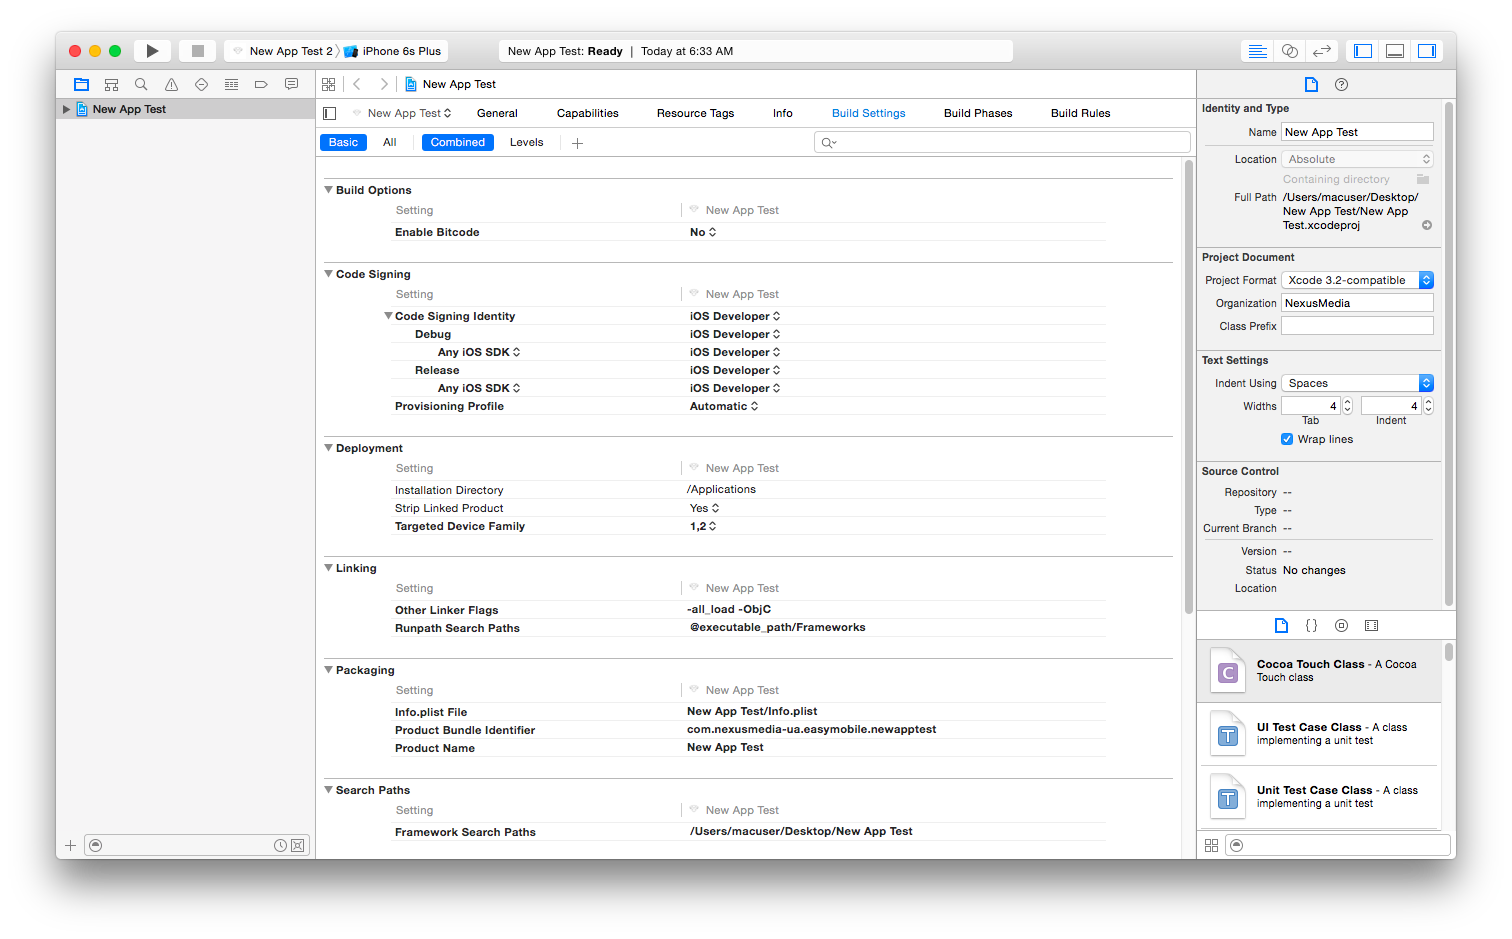 New App Test 2 iPhone 6s Plus
New App Test: Ready | Today at 6:33 AM
New App Test
New App Test
New App Test General Capabilities Resource Tags Info Build Settings Build Phases Build Rules
Basic All Combined Levels
Build Options
Setting New App Test
Enable Bitcode No
Code Signing
Setting New App Test
Code Signing Identity iOS Developer
Debug iOS Developer
Any iOS SDK iOS Developer
Release iOS Developer
Any iOS SDK iOS Developer
Provisioning Profile Automatic
Deployment
Setting New App Test
Installation Directory /Applications
Strip Linked Product Yes
Targeted Device Family 1,2
Linking
Setting New App Test
Other Linker Flags -all_load -ObjC
Runpath Search Paths @executable_path/Frameworks
Packaging
Setting New App Test
Info.plist File New App Test/Info.plist
Product Bundle Identifier com.nexusmedia-ua.easymobile.newapptest
Product Name New App Test
Search Paths
Setting New App Test
Framework Search Paths /Users/macuser/Desktop/New App Test
Identity and Type
Name New App Test
Location Absolute
Containing directory
Full Path /Users/macuser/Desktop/
New App Test/New App
Test.xcodeproj
Project Document
Project Format Xcode 3.2-compatible
Organization NexusMedia
Class Prefix
Text Settings
Indent Using Spaces
Widths 4 4
Tab Indent
Wrap lines
Source Control
Repository --
Type --
Current Branch --
Version --
Status No changes
Location
C Cocoa Touch Class - A Cocoa
Touch class
T UI Test Case Class - A class
implementing a unit test
T Unit Test Case Class - A class
implementing a unit test